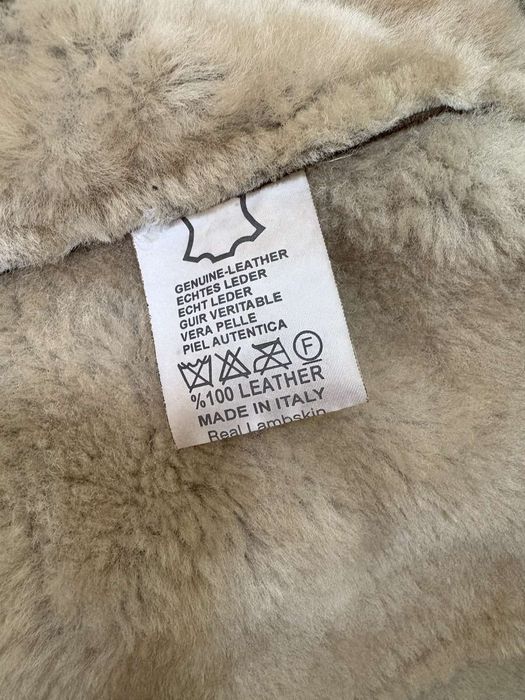 GENUINE-LEATHER
ECHTES LEDER
ECHT LEDER
GUIR VERITABLE
VERA PELLE
PIEL AUTENTICA
F
%100 LEATHER
MADE IN ITALY
Real Lambskin